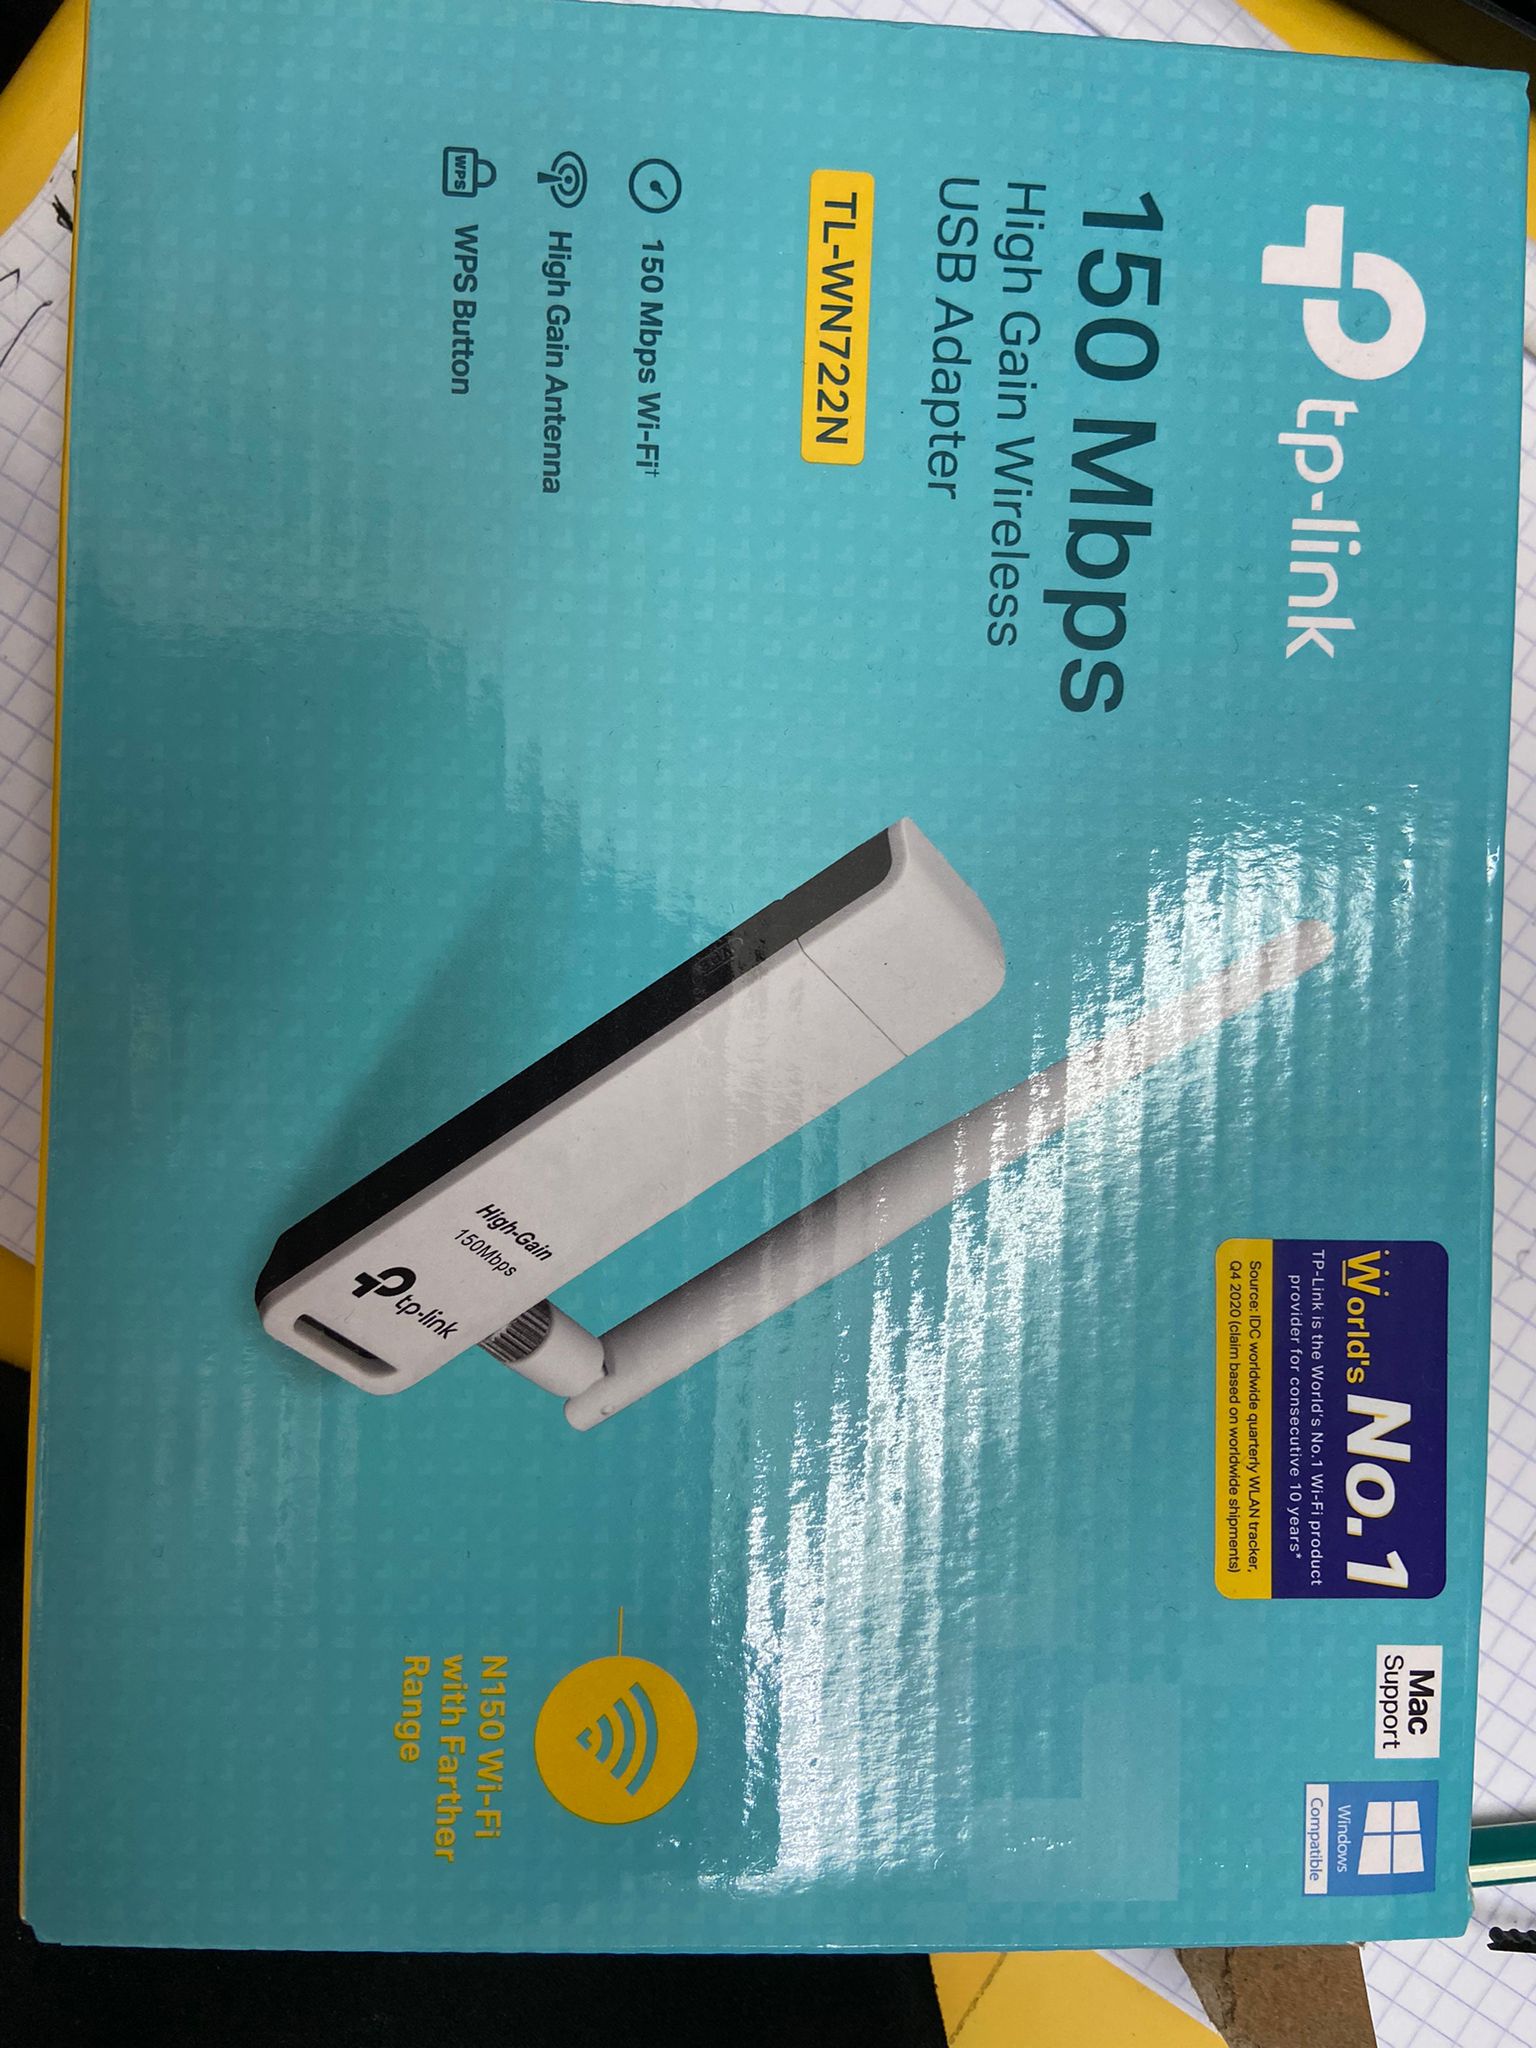 tp-link
150 Mbps
High Gain Wireless
USB Adapter
TL-WN722N
150 Mbps Wi-Fi†
High Gain Antenna
WPS
WPS Button
High-Gain
150Mbps
tp-link
World's No.1
TP-Link is the World's No.1 Wi-Fi product
provider for consecutive 10 years*
Source: IDC worldwide quarterly WLAN tracker,
Q4 2020 (claim based on worldwide shipments)
Mac
Support
Windows
Compatible
N150 Wi-Fi
with Farther
Range